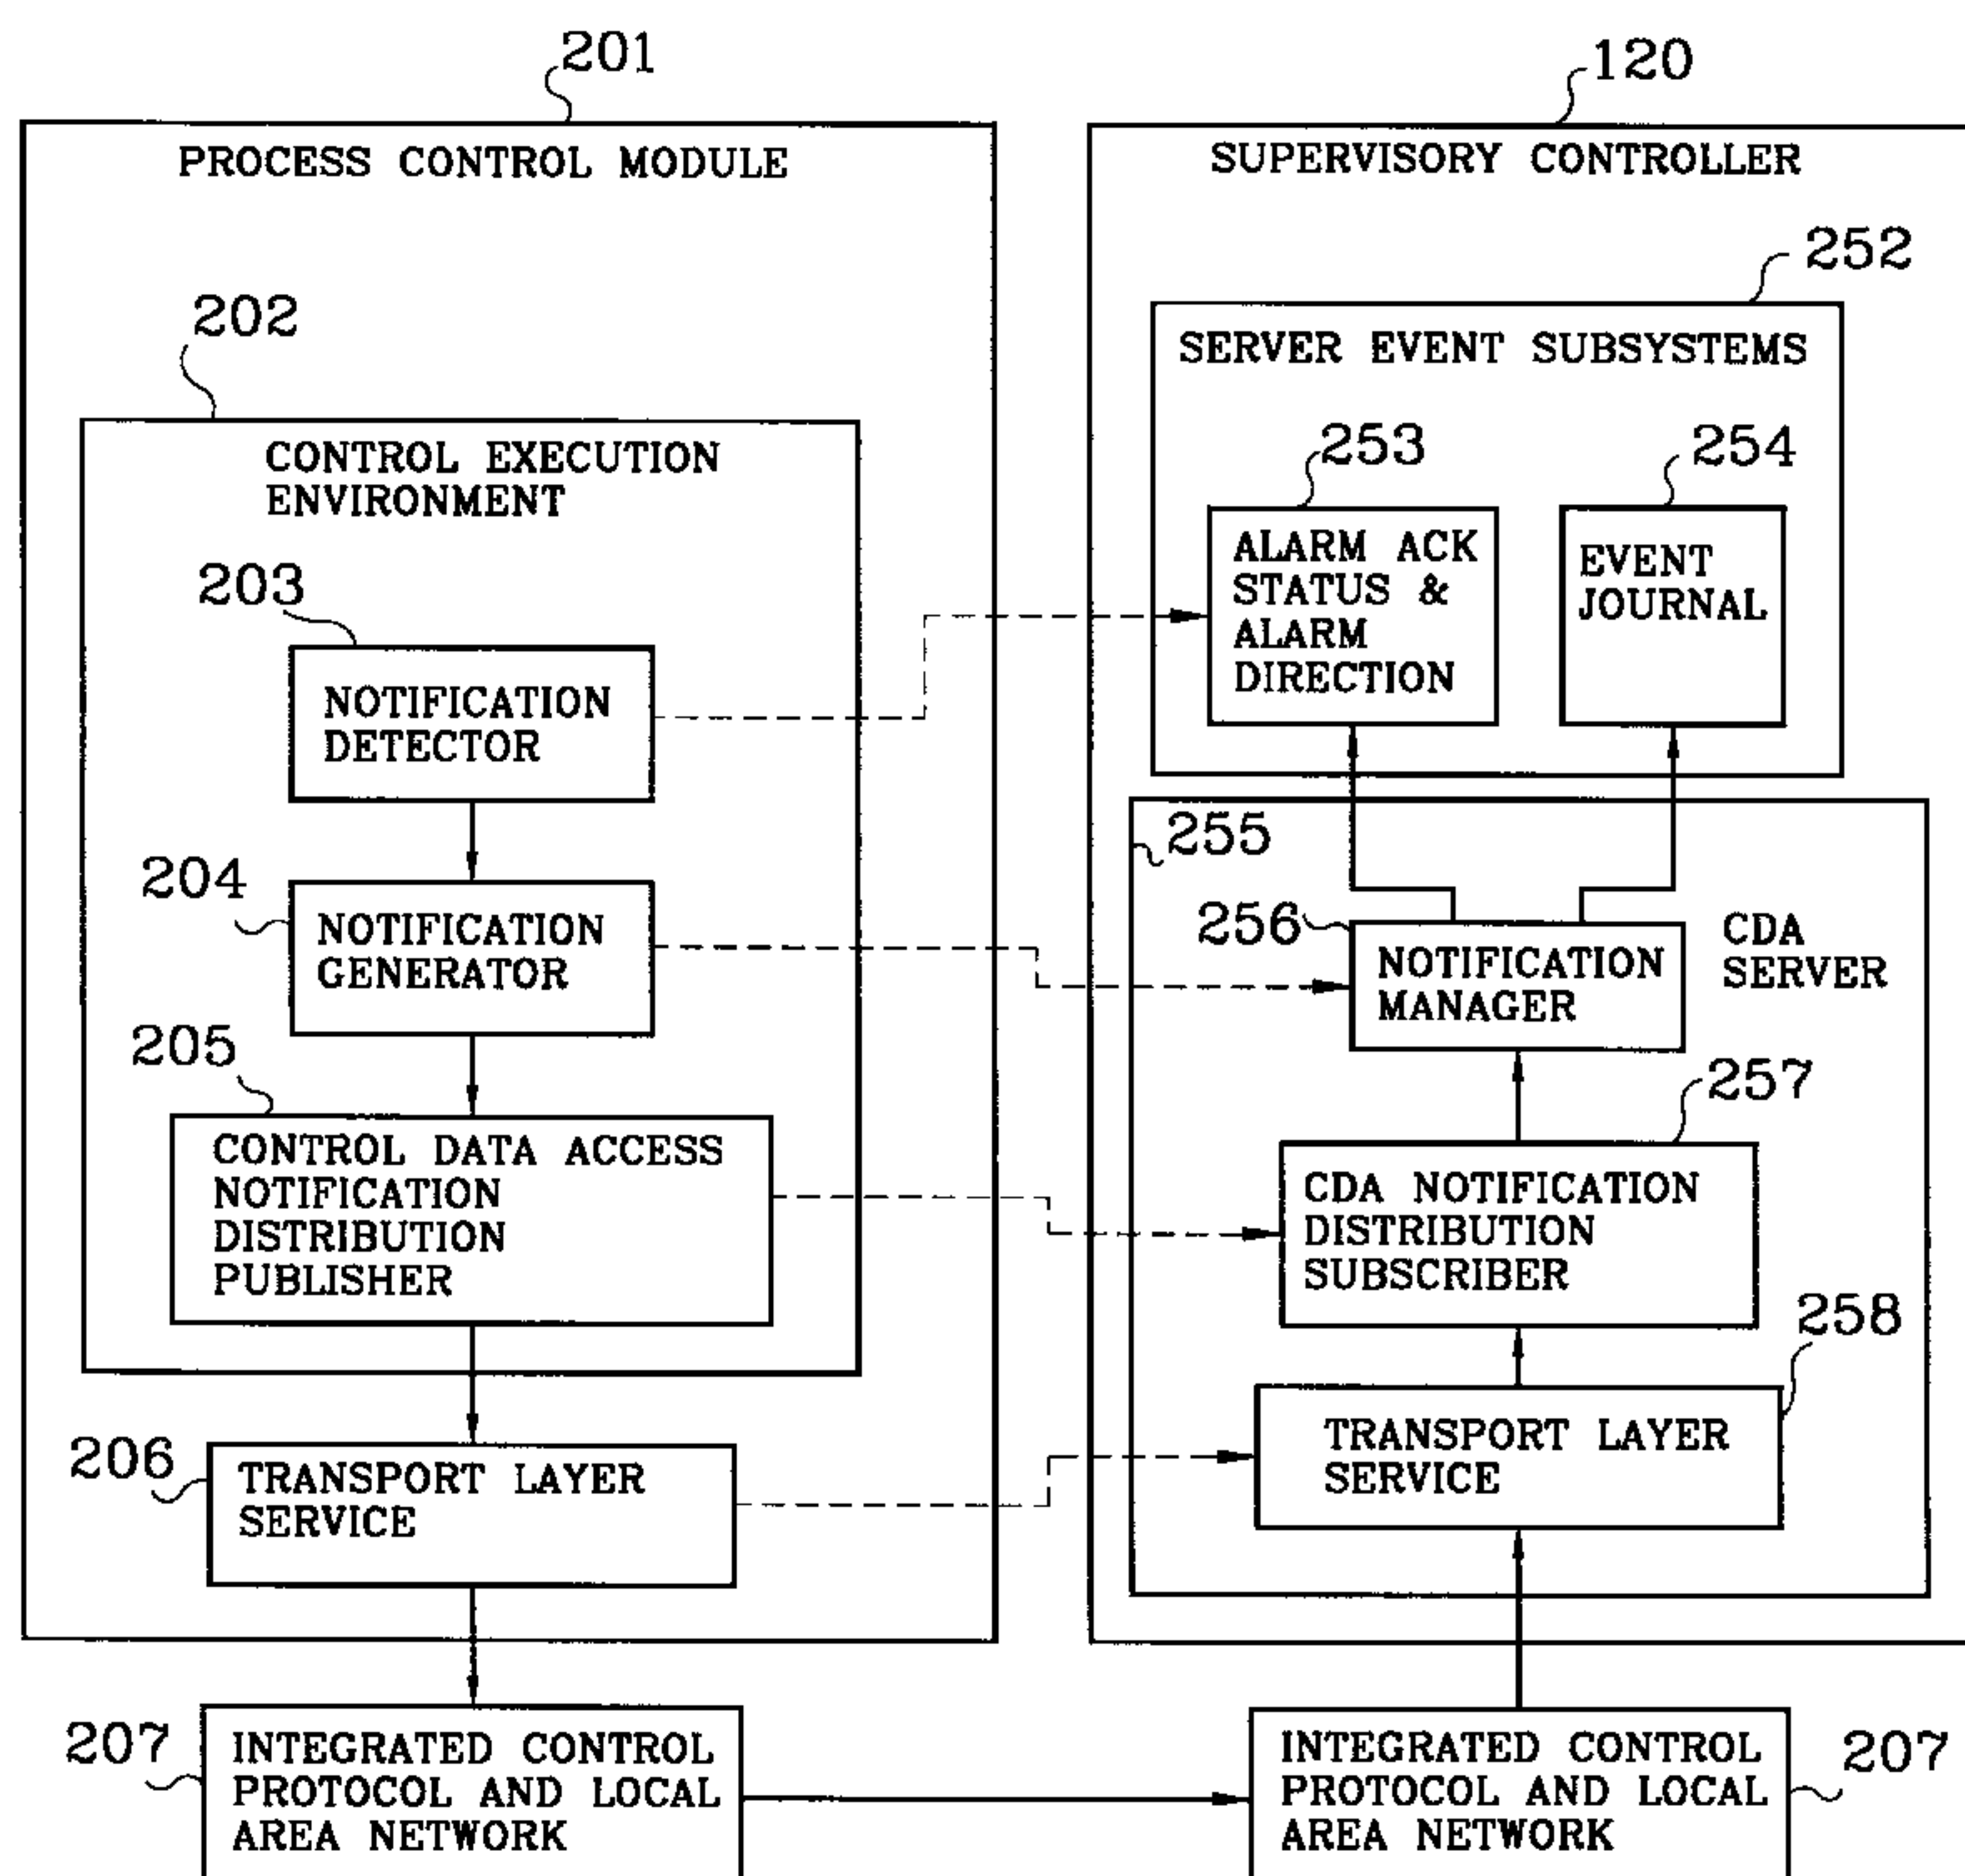 201
PROCESS CONTROL MODULE
202
CONTROL EXECUTION
ENVIRONMENT
203
NOTIFICATION
DETECTOR
204
NOTIFICATION
GENERATOR
205
CONTROL DATA ACCESS
NOTIFICATION
DISTRIBUTION
PUBLISHER
206
TRANSPORT LAYER
SERVICE
207
INTEGRATED CONTROL
PROTOCOL AND LOCAL
AREA NETWORK
120
SUPERVISORY CONTROLLER
252
SERVER EVENT SUBSYSTEMS
253
ALARM ACK
STATUS &
ALARM
DIRECTION
254
EVENT
JOURNAL
255
CDA
SERVER
256
NOTIFICATION
MANAGER
257
CDA NOTIFICATION
DISTRIBUTION
SUBSCRIBER
258
TRANSPORT LAYER
SERVICE
INTEGRATED CONTROL
PROTOCOL AND LOCAL
AREA NETWORK
207